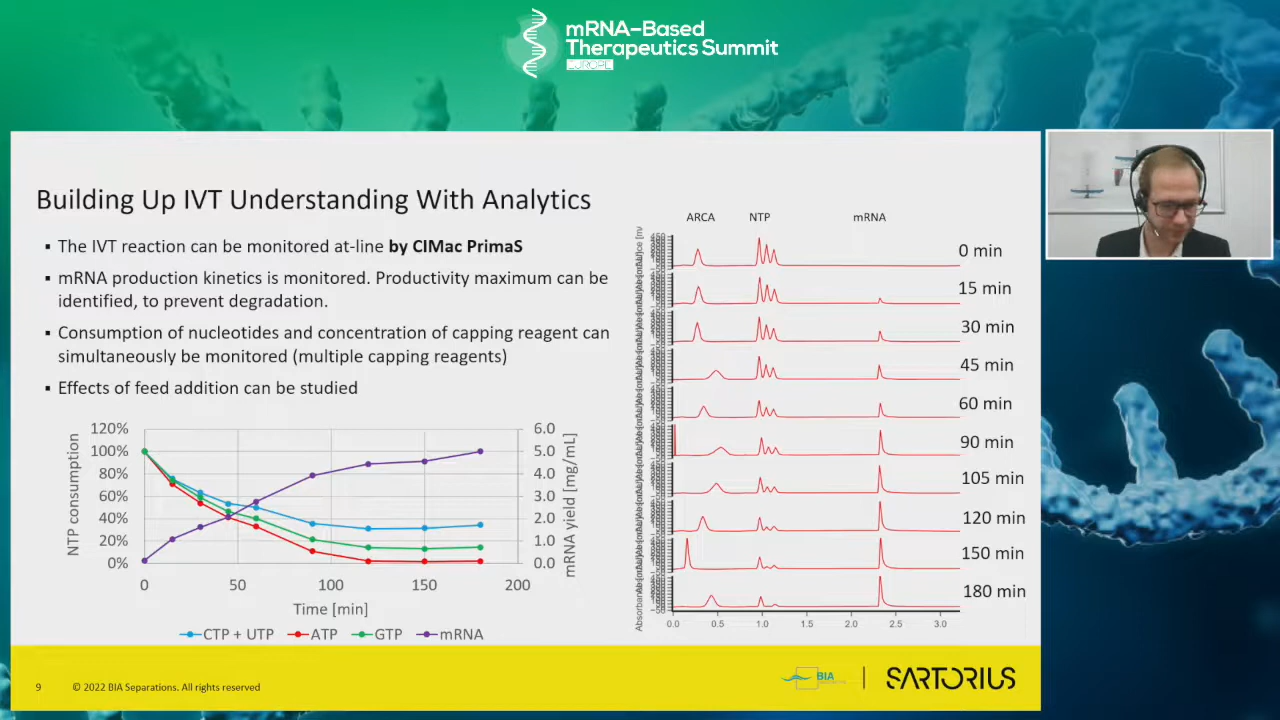 mRNA-Based
Therapeutics Summit
EUROPE
Building Up IVT Understanding With Analytics
▪ The IVT reaction can be monitored at-line by CIMac PrimaS
▪ mRNA production kinetics is monitored. Productivity maximum can be
identified, to prevent degradation.
▪ Consumption of nucleotides and concentration of capping reagent can
simultaneously be monitored (multiple capping reagents)
▪ Effects of feed addition can be studied
120%
100%
80%
60%
40%
20%
0%
NTP consumption
6.0
5.0
4.0
3.0
2.0
1.0
0.0
mRNA yield [mg/mL]
0 50 100 150 200
Time [min]
CTP + UTP ATP GTP mRNA
ARCA NTP mRNA
0 min
15 min
30 min
45 min
60 min
90 min
105 min
120 min
150 min
180 min
0.0 0.5 1.0 1.5 2.0 2.5 3.0
9 © 2022 BIA Separations. All rights reserved
BIA
SARTORIUS